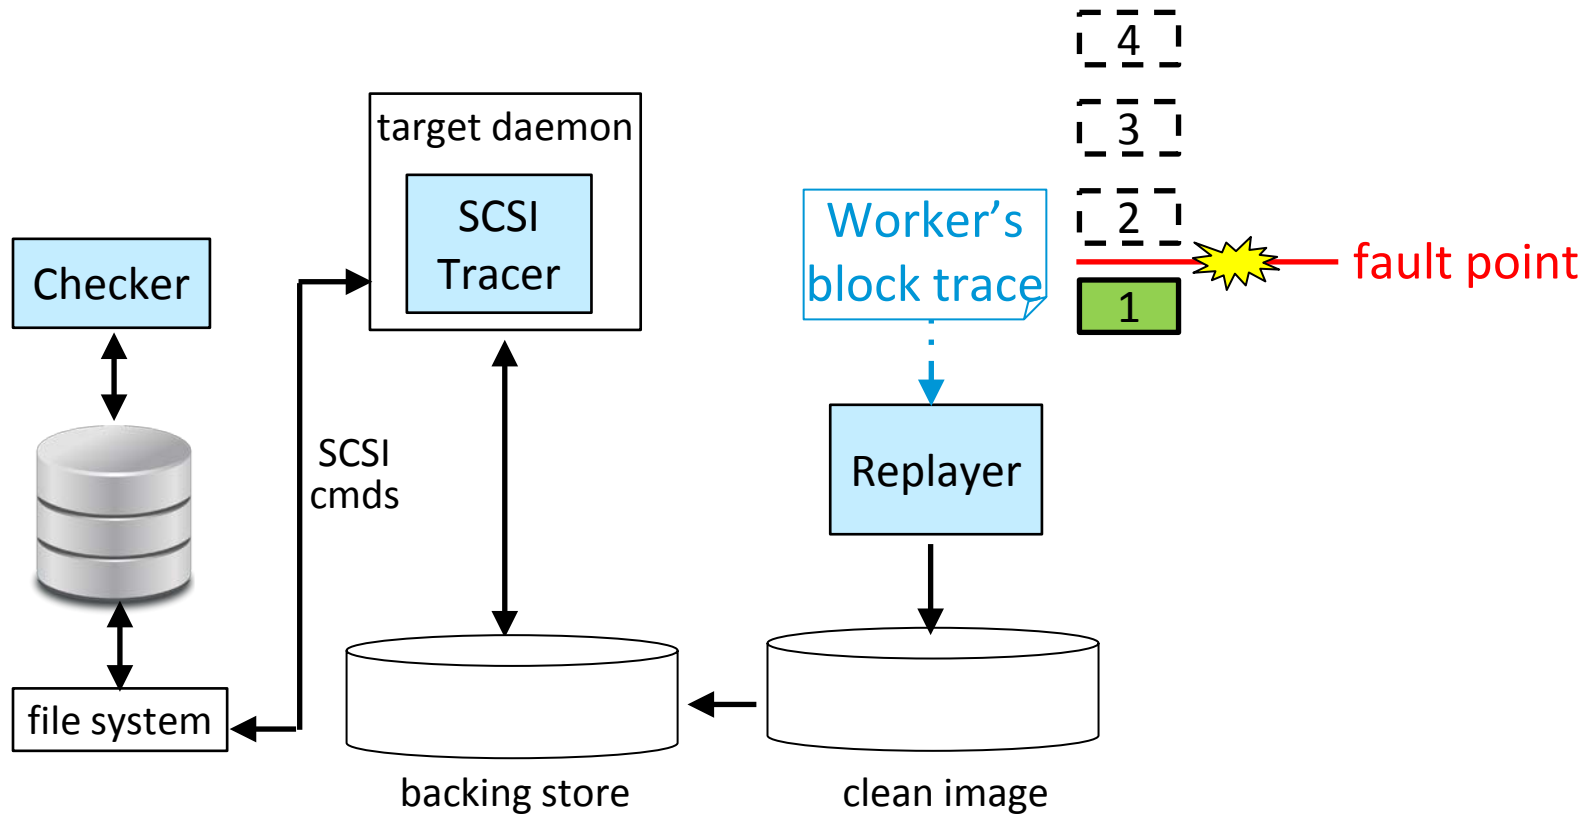 4
target daemon
3
SCSI
Tracer
Worker’s
block trace
2
Checker
fault point
1
SCSI
cmds
Replayer
file system
backing store
clean image